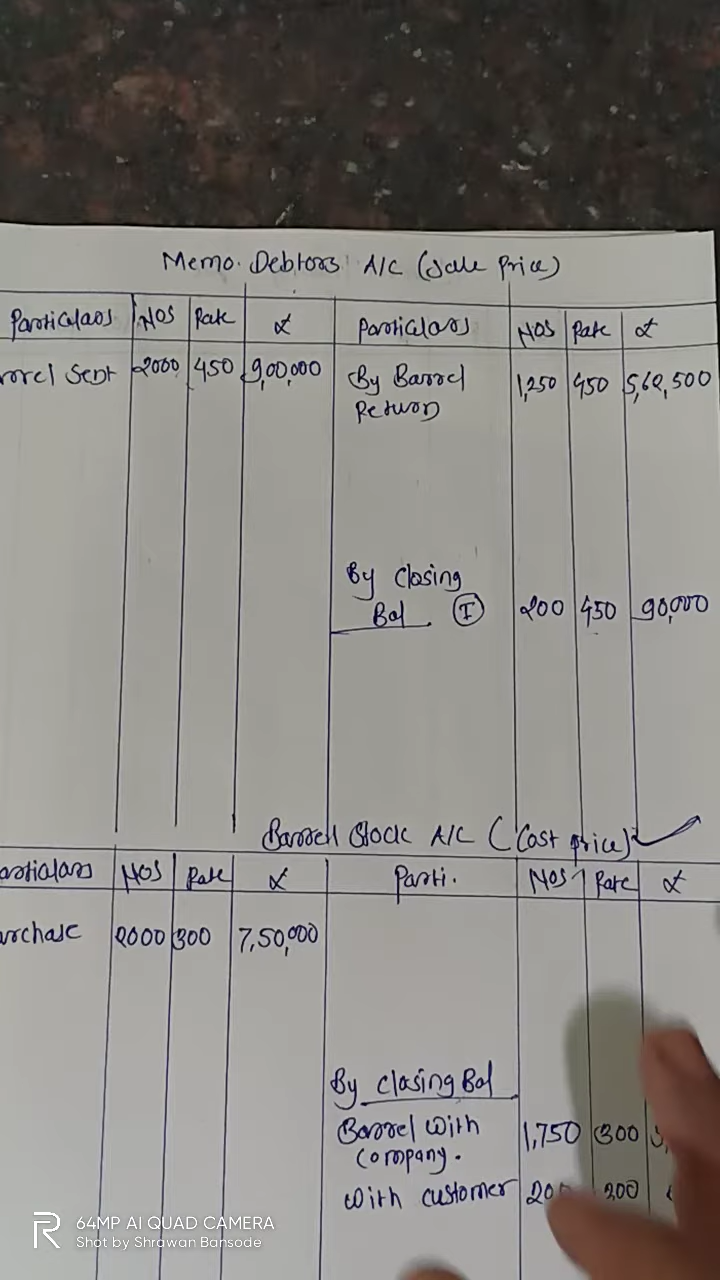 Memo. Debtors A/C (Sale Price)
Particulars Nos Rate ₹ Particulars Nos Rate ₹
Sent 2000 450 9,00,000 By Barrel 1,250 450 5,62,500
Return
By Closing
Bal. I 200 450 90,000
Barrel Stock A/C (Cost price)
Nos Rate ₹ Parti. Nos Rate ₹
2000 300 7,50,000
By Closing Bal
Barrel with 1,750 300
Company.
with customer 300
R 64MP AI QUAD CAMERA
Shot by Shrawan Bansode